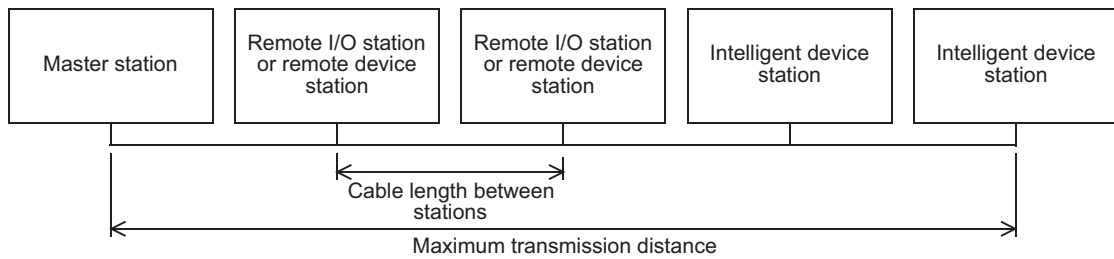 Master station
Remote I/O station
or remote device
station
Remote I/O station
or remote device
station
Intelligent device
station
Intelligent device
station
Cable length between
stations
Maximum transmission distance